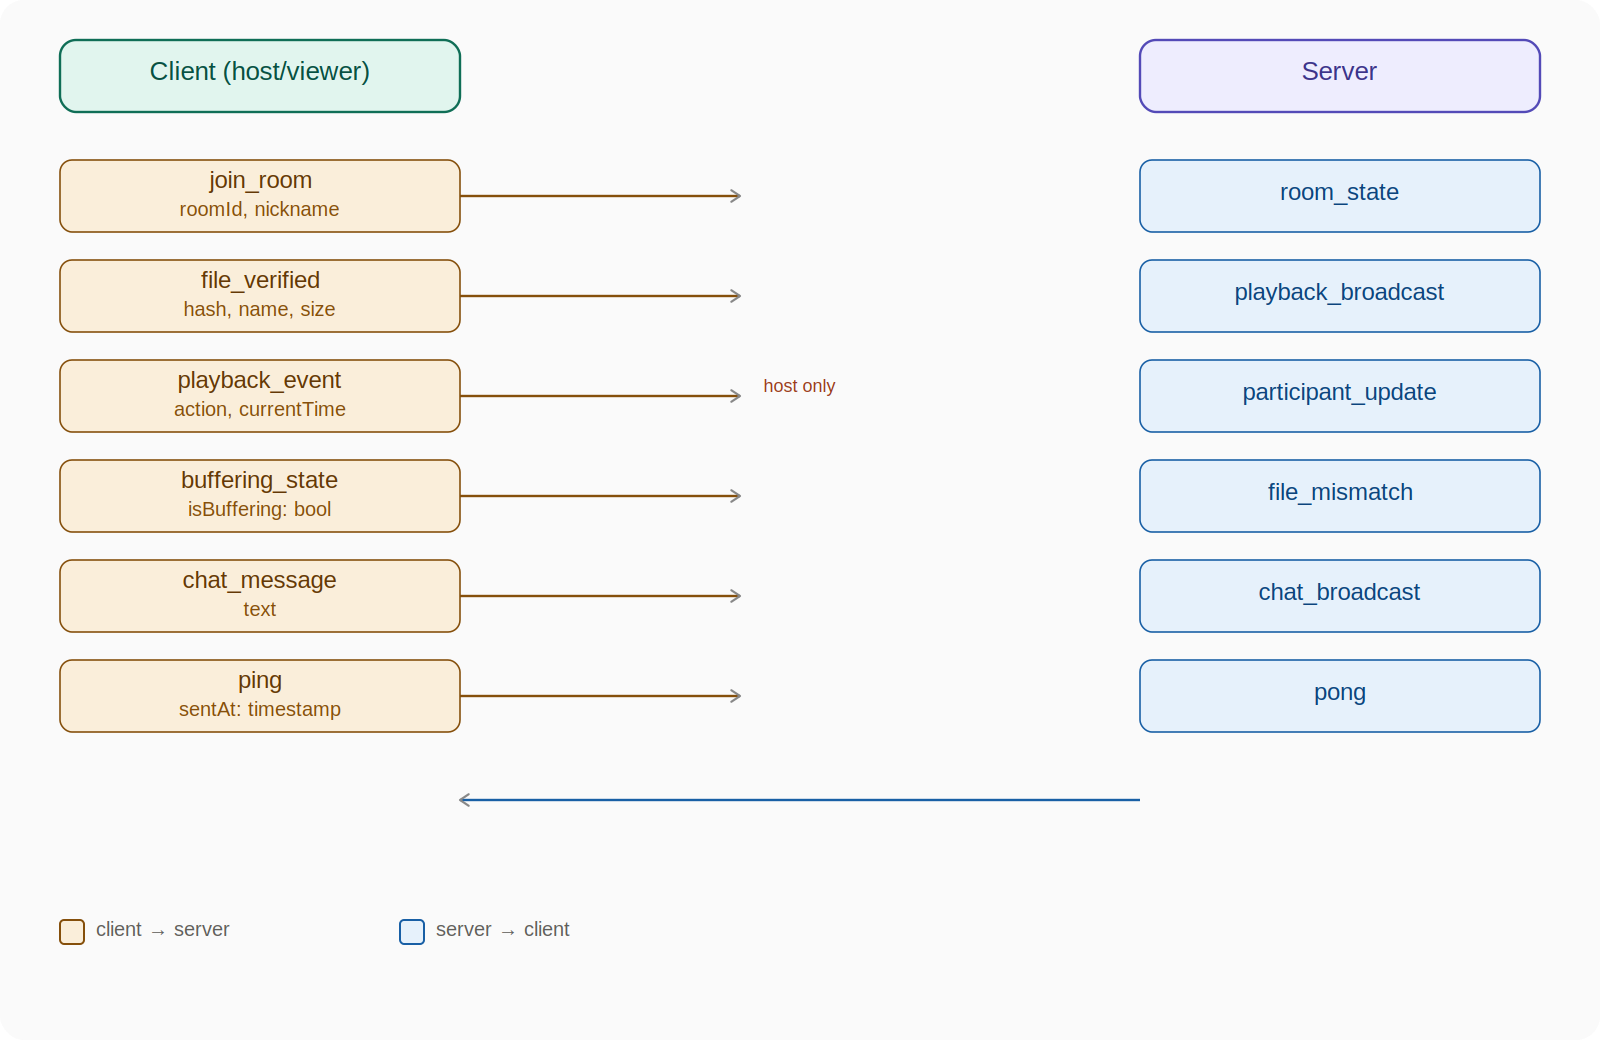 Client (host/viewer)
Server
join_room
roomId, nickname
room_state
file_verified
hash, name, size
playback_broadcast
playback_event
action, currentTime
host only
participant_update
buffering_state
isBuffering: bool
file_mismatch
chat_message
text
chat_broadcast
ping
sentAt: timestamp
pong
client → server
server → client